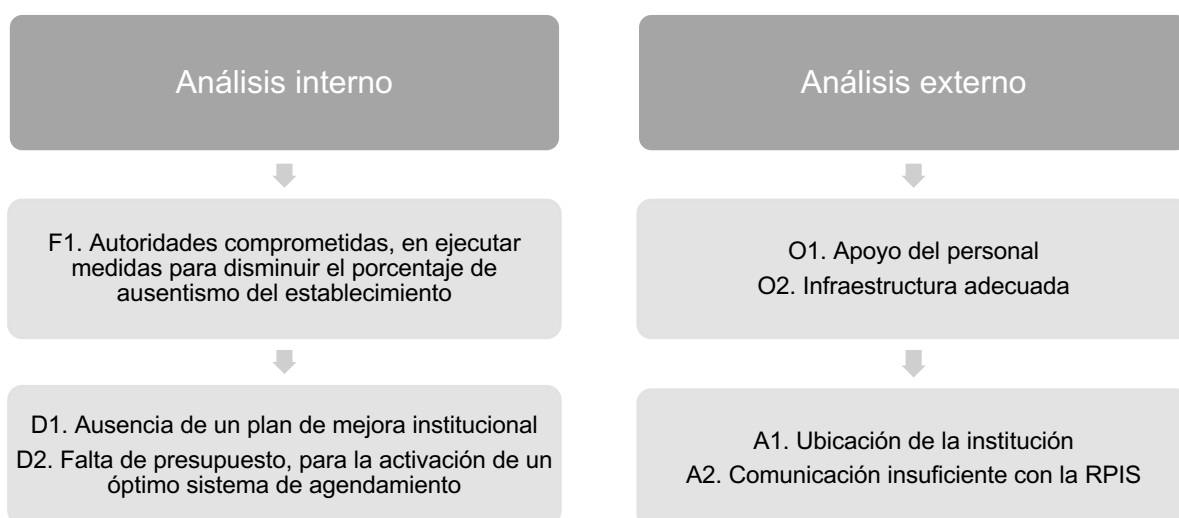 Análisis interno
F1. Autoridades comprometidas, en ejecutar
medidas para disminuir el porcentaje de
ausentismo del establecimiento
D1. Ausencia de un plan de mejora institucional
D2. Falta de presupuesto, para la activación de un
óptimo sistema de agendamiento
Análisis externo
O1. Apoyo del personal
O2. Infraestructura adecuada
A1. Ubicación de la institución
A2. Comunicación insuficiente con la RPIS